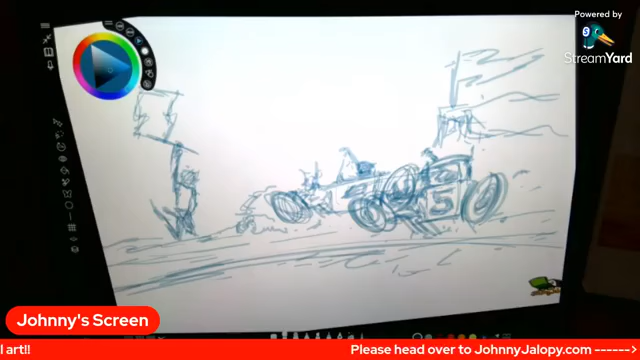 Powered by
StreamYard
5
Johnny's Screen
l art!!
Please head over to JohnnyJalopy.com ------>